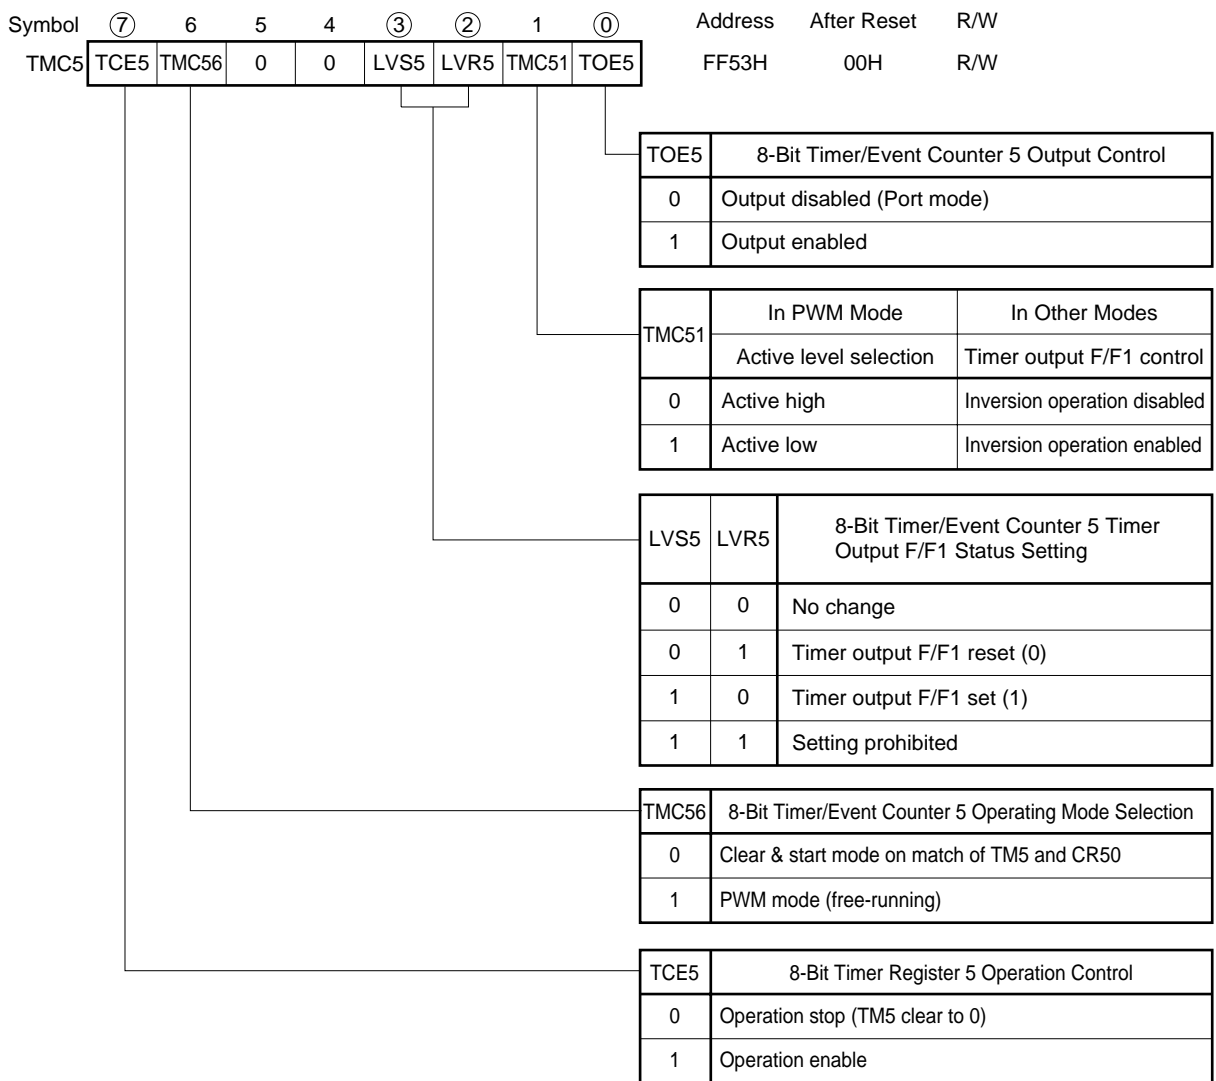 Symbol ⑦ 6 5 4 ③ ② 1 ⓪ Address After Reset R/W
TMC5 TCE5 TMC56 0 0 LVS5 LVR5 TMC51 TOE5 FF53H 00H R/W
TOE5 8-Bit Timer/Event Counter 5 Output Control
0 Output disabled (Port mode)
1 Output enabled
TMC51 In PWM Mode In Other Modes
Active level selection Timer output F/F1 control
0 Active high Inversion operation disabled
1 Active low Inversion operation enabled
LVS5 LVR5 8-Bit Timer/Event Counter 5 Timer
Output F/F1 Status Setting
0 0 No change
0 1 Timer output F/F1 reset (0)
1 0 Timer output F/F1 set (1)
1 1 Setting prohibited
TMC56 8-Bit Timer/Event Counter 5 Operating Mode Selection
0 Clear & start mode on match of TM5 and CR50
1 PWM mode (free-running)
TCE5 8-Bit Timer Register 5 Operation Control
0 Operation stop (TM5 clear to 0)
1 Operation enable